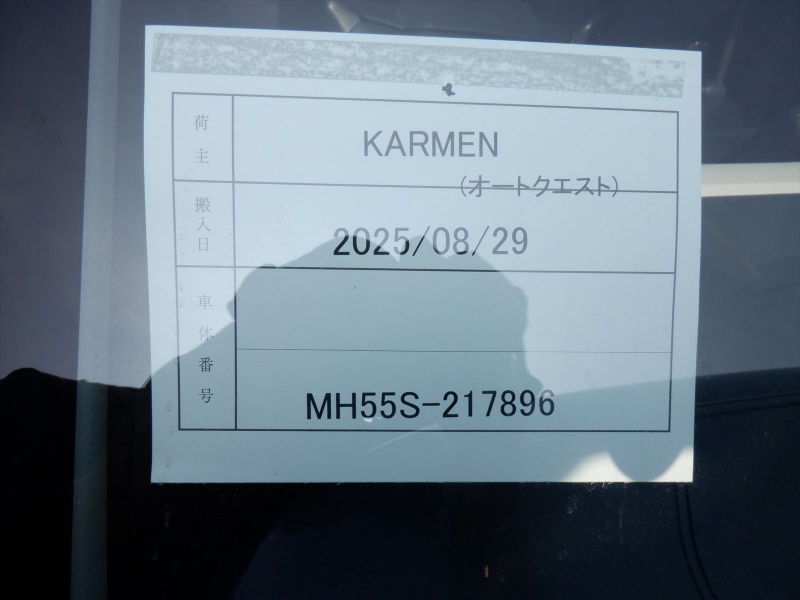 荷主
KARMEN
(オートクエスト)
搬入日
2025/08/29
車体番号
MH55S-217896